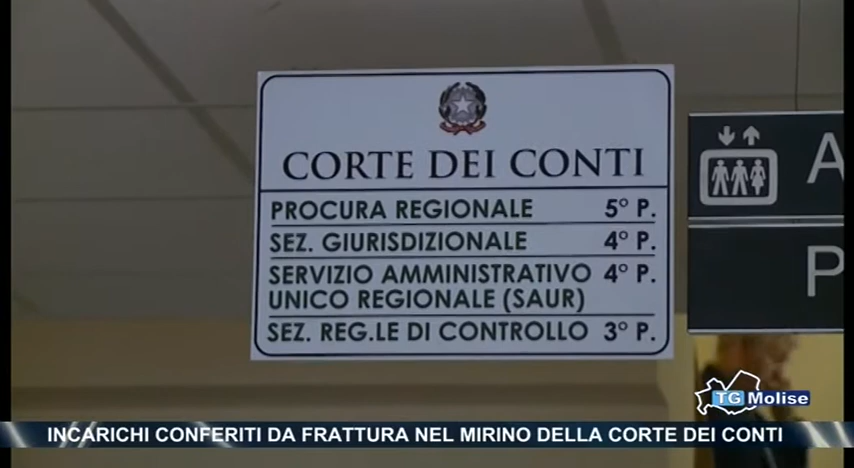 CORTE DEI CONTI
PROCURA REGIONALE 5° P.
SEZ. GIURISDIZIONALE 4° P.
SERVIZIO AMMINISTRATIVO 4° P.
UNICO REGIONALE (SAUR)
SEZ. REG.LE DI CONTROLLO 3° P.
A
P
TG Molise
INCARICHI CONFERITI DA FRATTURA NEL MIRINO DELLA CORTE DEI CONTI